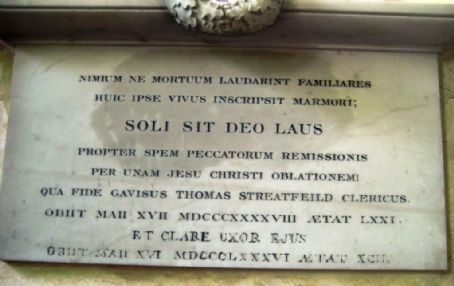 NIMIUM NE MORTUUM LAUDARINT FAMILIARES
HUIC IPSE VIVUS INSCRIPSIT MARMORI;
SOLI SIT DEO LAUS
PROPTER SPEM PECCATORUM REMISSIONIS
PER UNAM JESU CHRISTI OBLATIONEM:
QUA FIDE GAVISUS THOMAS STREATFEILD CLERICUS.
OBIIT MAII XVII MDCCCXXXXVIII ÆTAT LXXI.
ET CLARE UXOR EJUS
OBIIT MAII XVI MDCCCLXXXVI ÆTAT XCII.